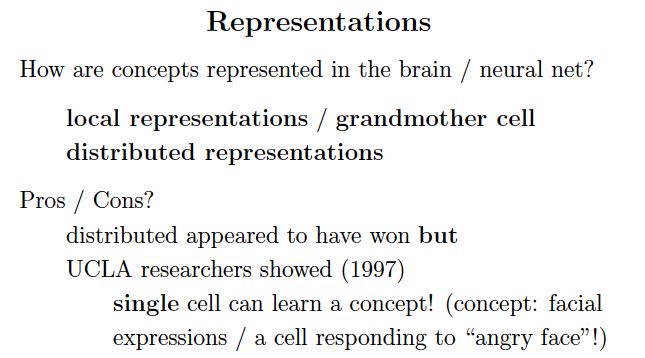 Representations
How are concepts represented in the brain / neural net?
local representations / grandmother cell
distributed representations
Pros / Cons?
distributed appeared to have won but
UCLA researchers showed (1997)
single cell can learn a concept! (concept: facial
expressions / a cell responding to “angry face”!)